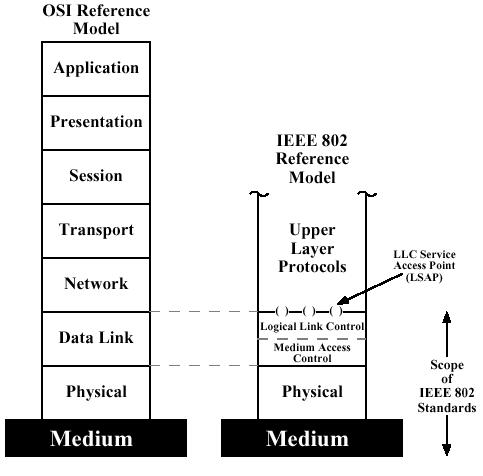 OSI Reference
Model
Application
Presentation
Session
Transport
Network
Data Link
Physical
Medium
IEEE 802
Reference
Model
Upper
Layer
Protocols
LLC Service
Access Point
(LSAP)
Logical Link Control
Medium Access
Control
Physical
Medium
Scope
of
IEEE 802
Standards